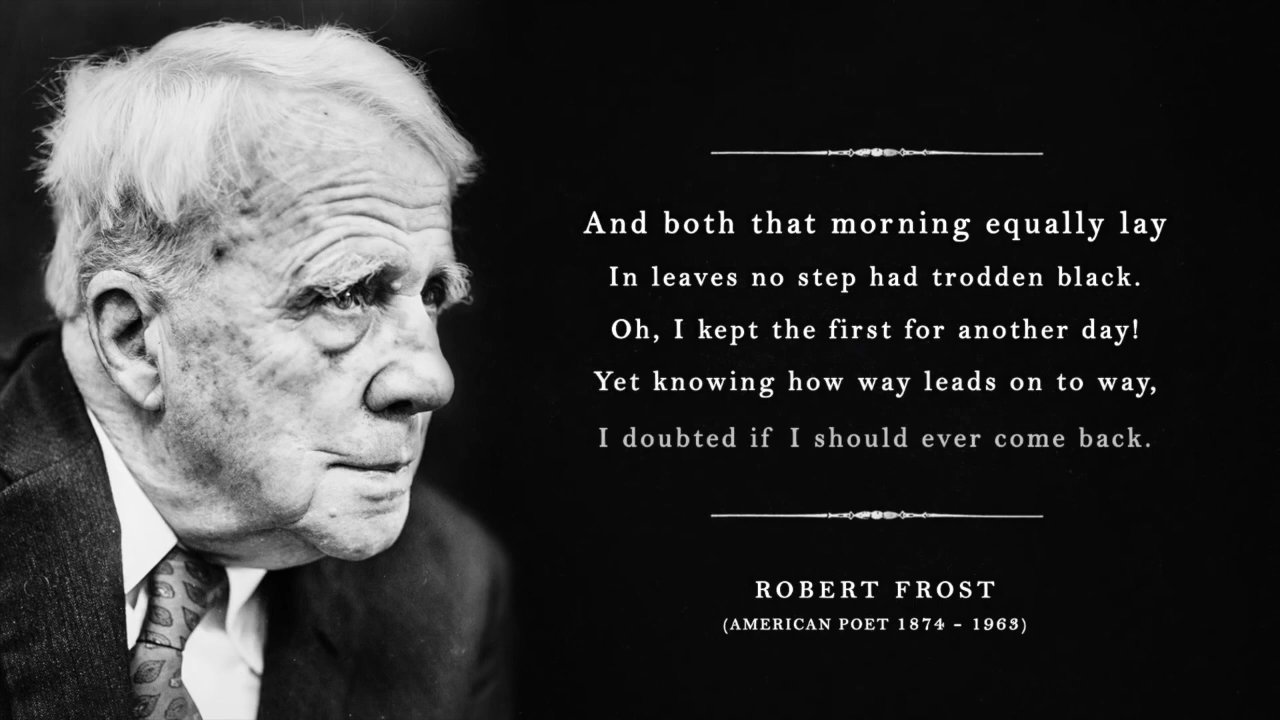 And both that morning equally lay
In leaves no step had trodden black.
Oh, I kept the first for another day!
Yet knowing how way leads on to way,
I doubted if I should ever come back.
ROBERT FROST
(AMERICAN POET 1874 – 1963)